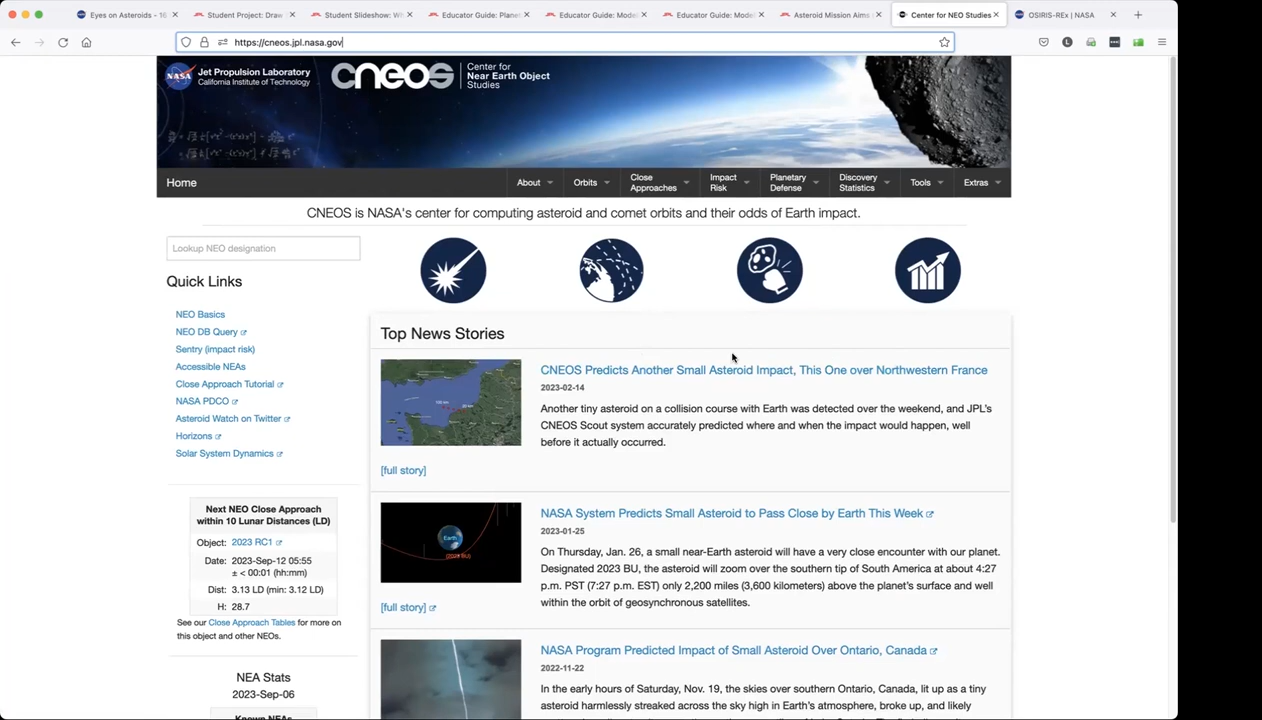 Eyes on Asteroids - 16
Student Project: Draw
Student Slideshow: Wh
Educator Guide: Plane
Educator Guide: Model
Educator Guide: Model
Asteroid Mission Aims
Center for NEO Studies
OSIRIS-REx | NASA
https://cneos.jpl.nasa.gov
NASA
Jet Propulsion Laboratory
California Institute of Technology
cneos
Center for
Near Earth Object
Studies
Home
About
Orbits
Close
Approaches
Impact
Risk
Planetary
Defense
Discovery
Statistics
Tools
Extras
CNEOS is NASA's center for computing asteroid and comet orbits and their odds of Earth impact.
Lookup NEO designation
Quick Links
NEO Basics
NEO DB Query
Sentry (impact risk)
Accessible NEAs
Close Approach Tutorial
NASA PDCO
Asteroid Watch on Twitter
Horizons
Solar System Dynamics
Next NEO Close Approach
within 10 Lunar Distances (LD)
Object: 2023 RC1
Date: 2023-Sep-12 05:55
± < 00:01 (hh:mm)
Dist: 3.13 LD (min: 3.12 LD)
H: 28.7
See our Close Approach Tables for more on
this object and other NEOs.
NEA Stats
2023-Sep-06
Known NEAs
Top News Stories
CNEOS Predicts Another Small Asteroid Impact, This One over Northwestern France
2023-02-14
Another tiny asteroid on a collision course with Earth was detected over the weekend, and JPL's
CNEOS Scout system accurately predicted where and when the impact would happen, well
before it actually occurred.
[full story]
NASA System Predicts Small Asteroid to Pass Close by Earth This Week
2023-01-25
On Thursday, Jan. 26, a small near-Earth asteroid will have a very close encounter with our planet.
Designated 2023 BU, the asteroid will zoom over the southern tip of South America at about 4:27
p.m. PST (7:27 p.m. EST) only 2,200 miles (3,600 kilometers) above the planet's surface and well
within the orbit of geosynchronous satellites.
Earth
(2023 BU)
[full story]
NASA Program Predicted Impact of Small Asteroid Over Ontario, Canada
2022-11-22
In the early hours of Saturday, Nov. 19, the skies over southern Ontario, Canada, lit up as a tiny
asteroid harmlessly streaked across the sky high in Earth's atmosphere, broke up, and likely